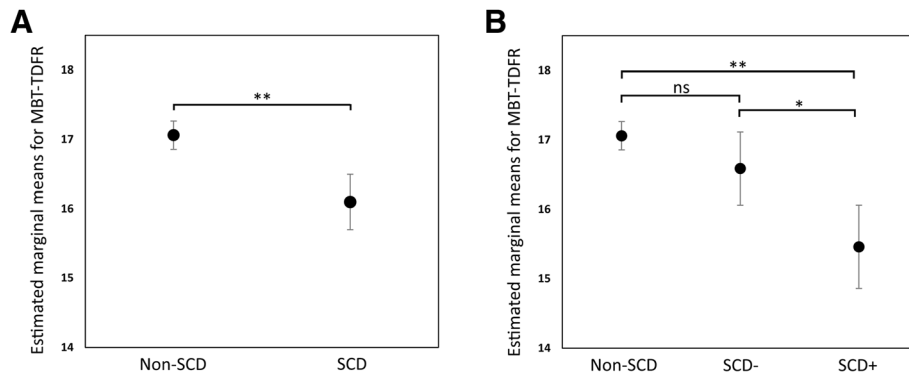 A
Estimated marginal means for MBT-TDFR
18
17
16
15
14
**
Non-SCD SCD
B
Estimated marginal means for MBT-TDFR
18
17
16
15
14
**
ns
*
Non-SCD SCD- SCD+